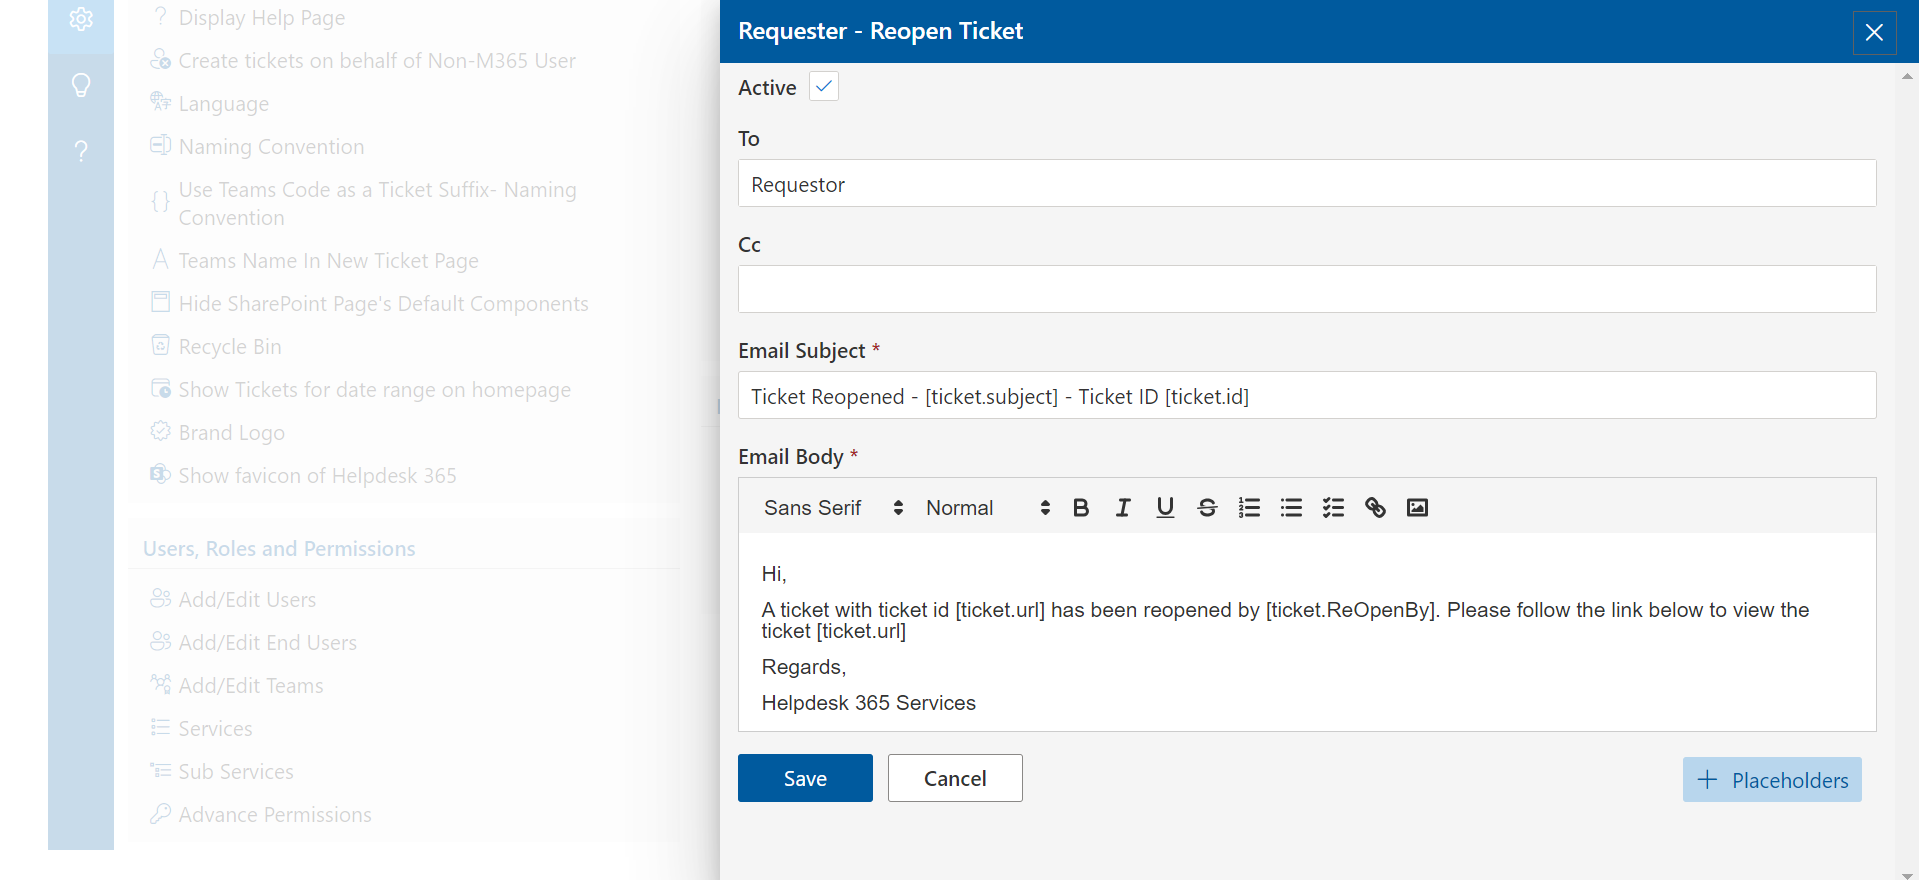 Display Help Page
Create tickets on behalf of Non-M365 User
Language
Naming Convention
Use Teams Code as a Ticket Suffix- Naming
Convention
Teams Name In New Ticket Page
Hide SharePoint Page's Default Components
Recycle Bin
Show Tickets for date range on homepage
Brand Logo
Show favicon of Helpdesk 365
Users, Roles and Permissions
Add/Edit Users
Add/Edit End Users
Add/Edit Teams
Services
Sub Services
Advance Permissions
Requester - Reopen Ticket
Active
To
Requestor
Cc
Email Subject *
Ticket Reopened - [ticket.subject] - Ticket ID [ticket.id]
Email Body *
Sans Serif Normal
Hi,
A ticket with ticket id [ticket.url] has been reopened by [ticket.ReOpenBy]. Please follow the link below to view the
ticket [ticket.url]
Regards,
Helpdesk 365 Services
Save Cancel + Placeholders